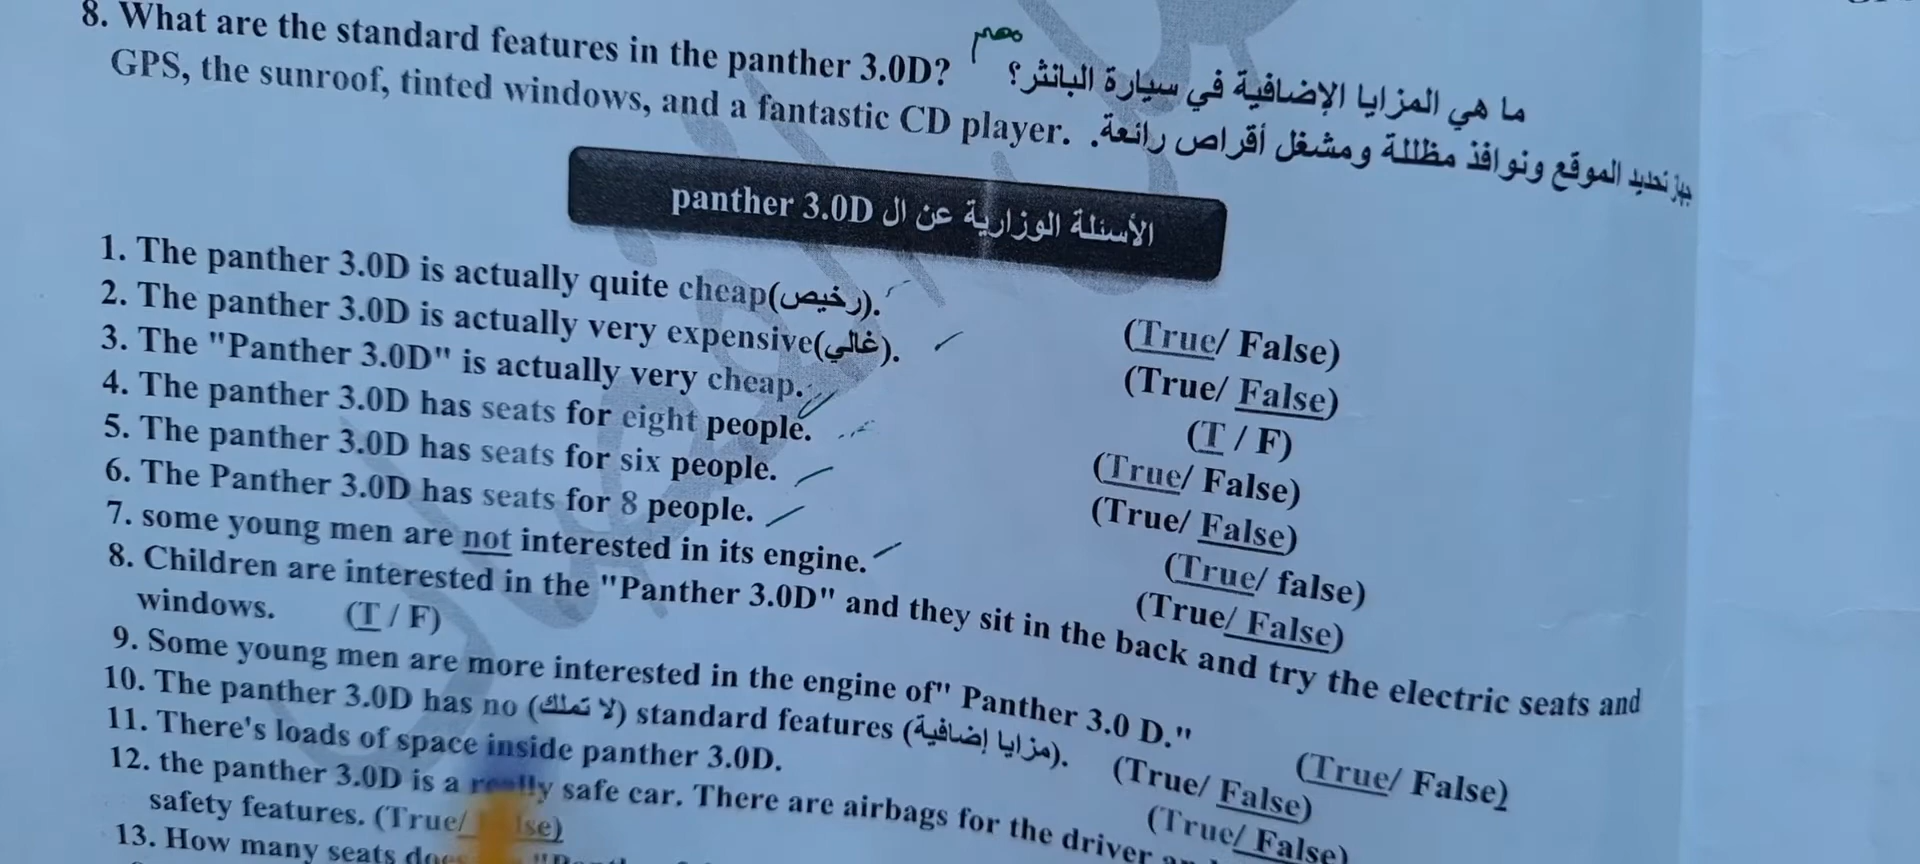 8. What are the standard features in the panther 3.0D? مهم ما هي المزايا الإضافية في سيارة البانثر؟
GPS, the sunroof, tinted windows, and a fantastic CD player. جهاز تحديد الموقع ونوافذ مظللة ومشغل أقراص رائعة.
الأسئلة الوزارية عن ال panther 3.0D
1. The panther 3.0D is actually quite cheap(رخيص). (True/ False)
2. The panther 3.0D is actually very expensive(غالي). (True/ False)
3. The "Panther 3.0D" is actually very cheap. (T / F)
4. The panther 3.0D has seats for eight people. (True/ False)
5. The panther 3.0D has seats for six people. (True/ False)
6. The Panther 3.0D has seats for 8 people. (True/ false)
7. some young men are not interested in its engine. (True/ False)
8. Children are interested in the "Panther 3.0D" and they sit in the back and try the electric seats and
windows. (T / F)
9. Some young men are more interested in the engine of" Panther 3.0 D." (True/ False)
10. The panther 3.0D has no (لا تملك) standard features (مزايا إضافية). (True/ False)
11. There's loads of space inside panther 3.0D. (True/ False)
12. the panther 3.0D is a really safe car. There are airbags for the driver
safety features. (True/
13. How many seats does